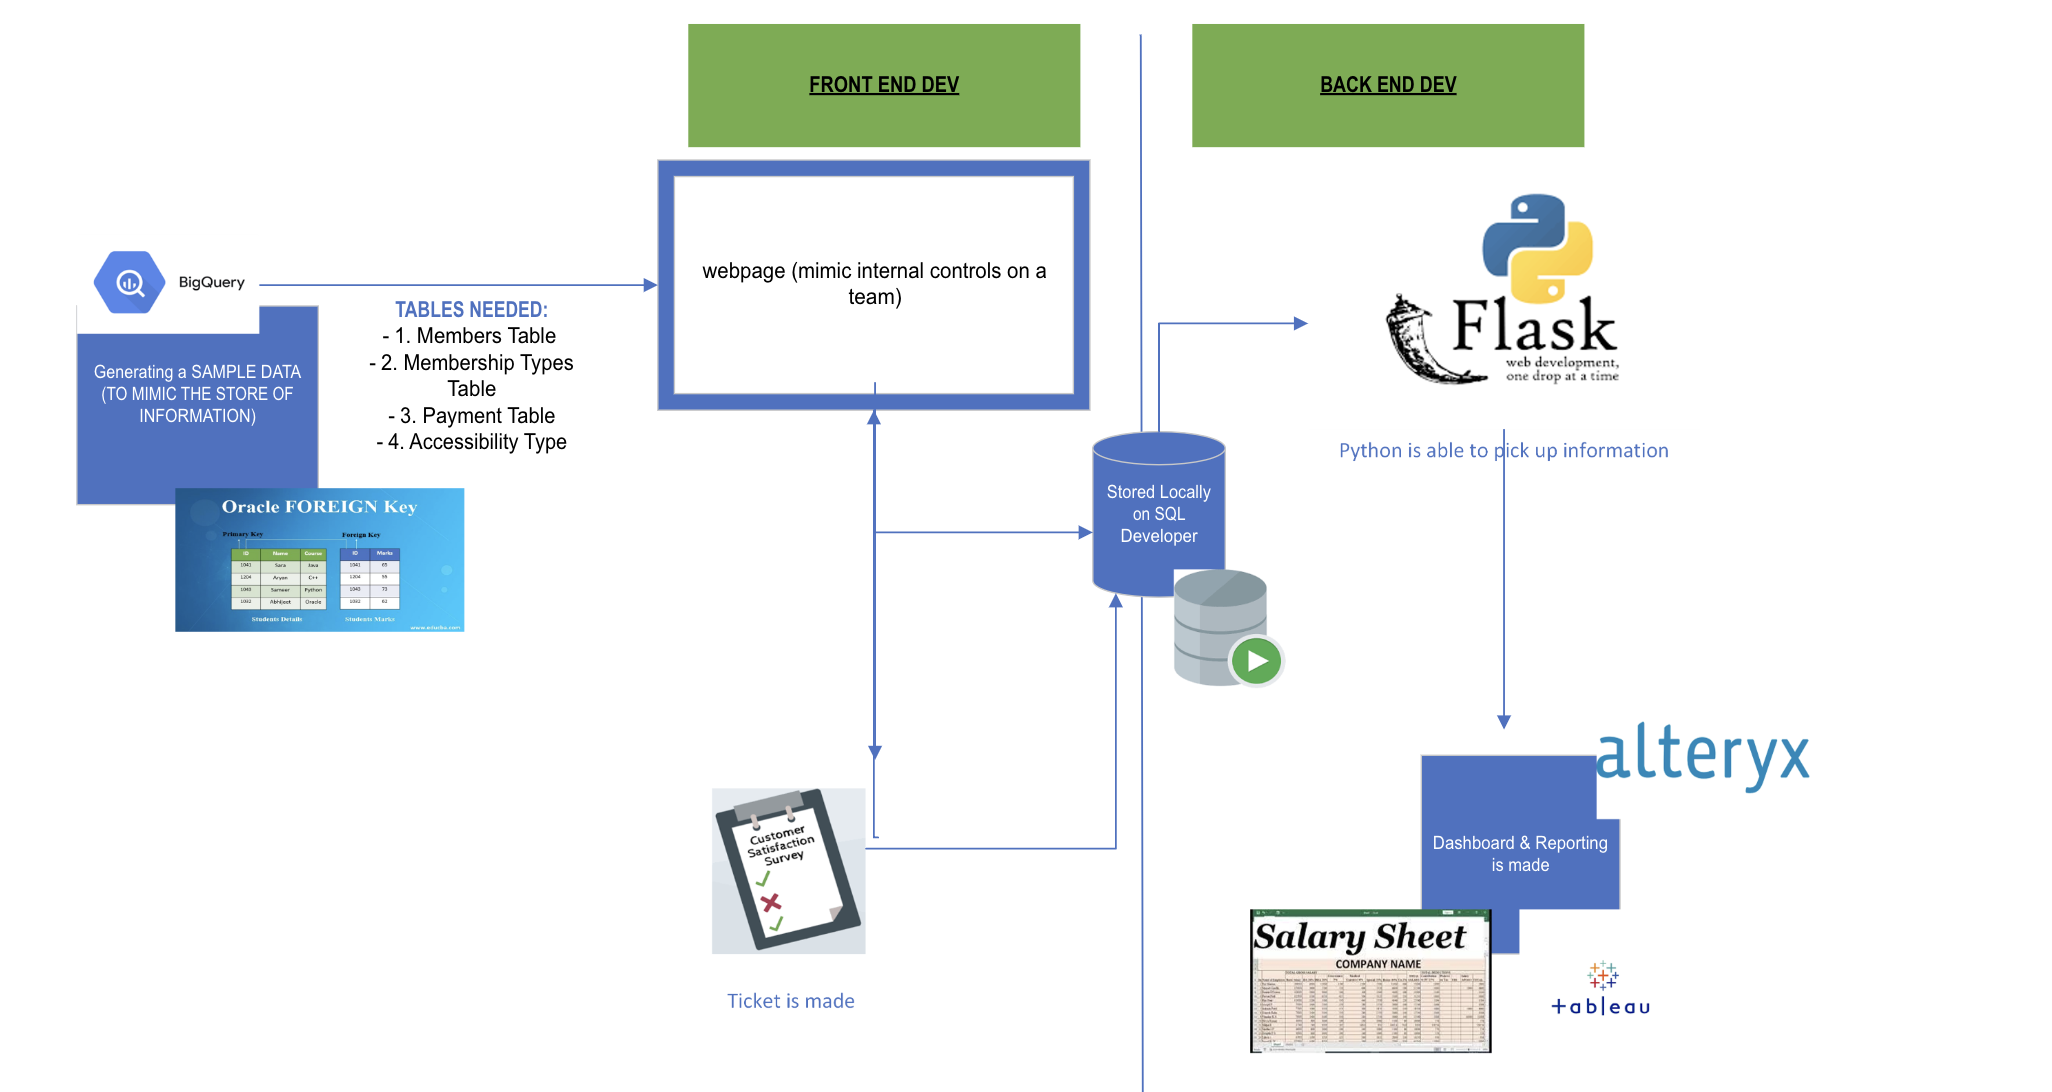 FRONT END DEV
BACK END DEV
webpage (mimic internal controls on a
team)
BigQuery
TABLES NEEDED:
- 1. Members Table
- 2. Membership Types
Table
- 3. Payment Table
- 4. Accessibility Type
Generating a SAMPLE DATA
(TO MIMIC THE STORE OF
INFORMATION)
Oracle FOREIGN Key
Primary Key
Foreign Key
ID Name Course
1041 Sara Java
1204 Aryan C++
1043 Sameer Python
1032 Abhijeet Oracle
Students Details
ID Marks
1041 65
1204 55
1043 73
1032 62
Students Marks
Flask
web development,
one drop at a time
Python is able to pick up information
Stored Locally
on SQL
Developer
Customer
Satisfaction
Survey
Ticket is made
alteryx
Dashboard & Reporting
is made
Salary Sheet
COMPANY NAME
+ableau